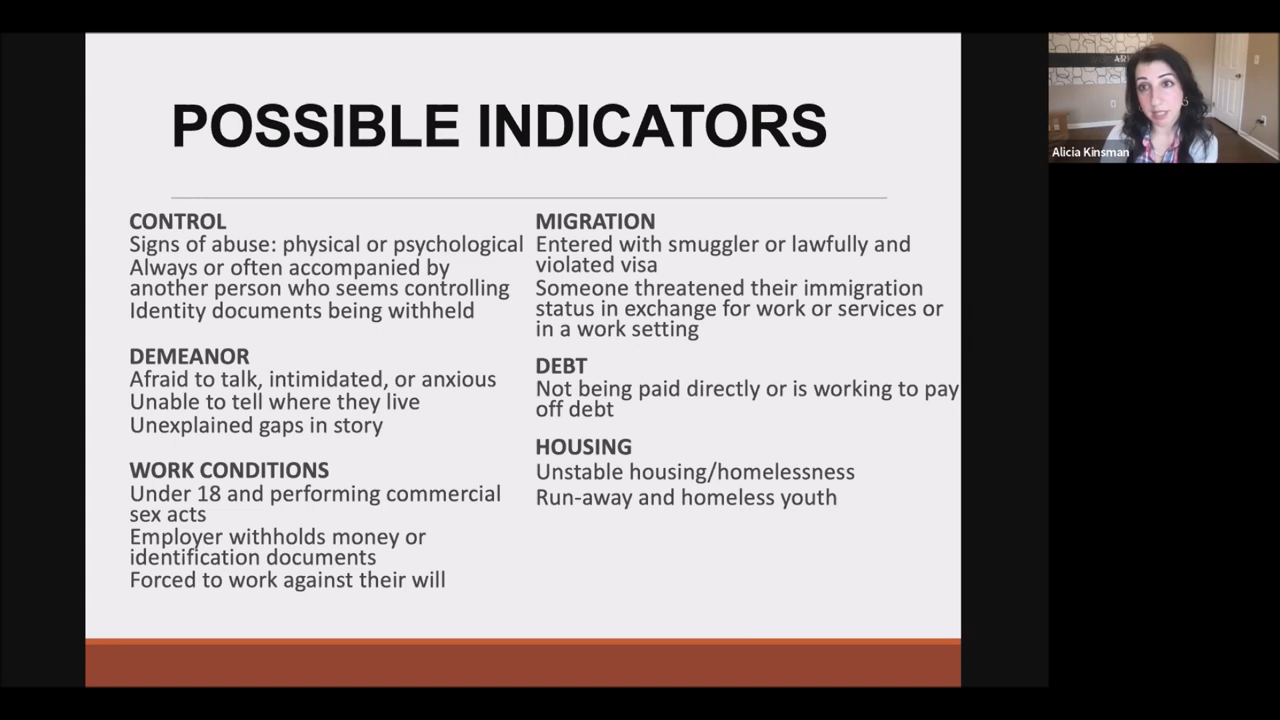 POSSIBLE INDICATORS
CONTROL
Signs of abuse: physical or psychological
Always or often accompanied by
another person who seems controlling
Identity documents being withheld
DEMEANOR
Afraid to talk, intimidated, or anxious
Unable to tell where they live
Unexplained gaps in story
WORK CONDITIONS
Under 18 and performing commercial
sex acts
Employer withholds money or
identification documents
Forced to work against their will
MIGRATION
Entered with smuggler or lawfully and
violated visa
Someone threatened their immigration
status in exchange for work or services or
in a work setting
DEBT
Not being paid directly or is working to pay
off debt
HOUSING
Unstable housing/homelessness
Run-away and homeless youth
Alicia Kinsman